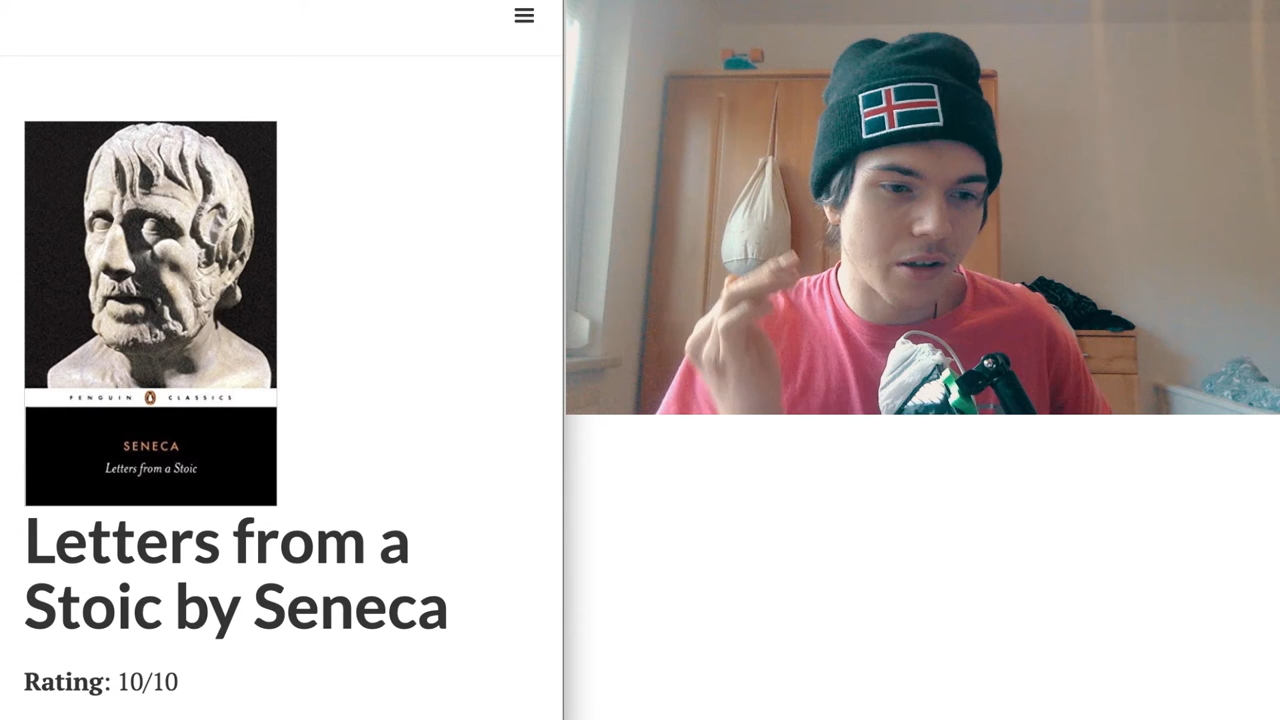 PENGUIN CLASSICS
SENECA
Letters from a Stoic
Letters from a
Stoic by Seneca
Rating: 10/10